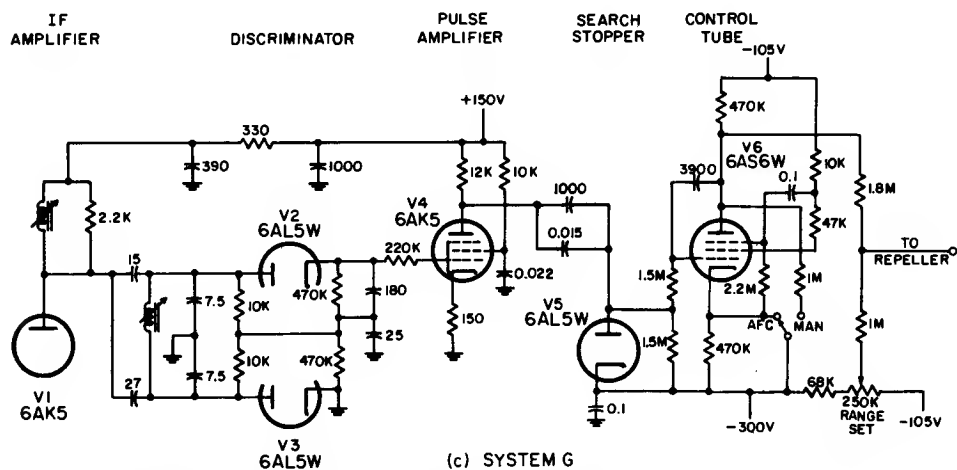 IF AMPLIFIER
DISCRIMINATOR
PULSE AMPLIFIER
SEARCH STOPPER
CONTROL TUBE
-105V
+150V
330
390
1000
12K
10K
470K
V6
6AS6W
10K
3900
0.1
2.2K
V2
6AL5W
V4
6AK5
1000
0.015
47K
1.8M
15
220K
TO REPELLER
7.5
10K
470K
180
0.022
1.5M
2.2M
1M
V5
6AL5W
150
25
AFC
MAN
1M
7.5
10K
470K
1.5M
470K
27
V1
6AK5
68K
250K
RANGE SET
0.1
-300V
-105V
V3
6AL5W
(c) SYSTEM G